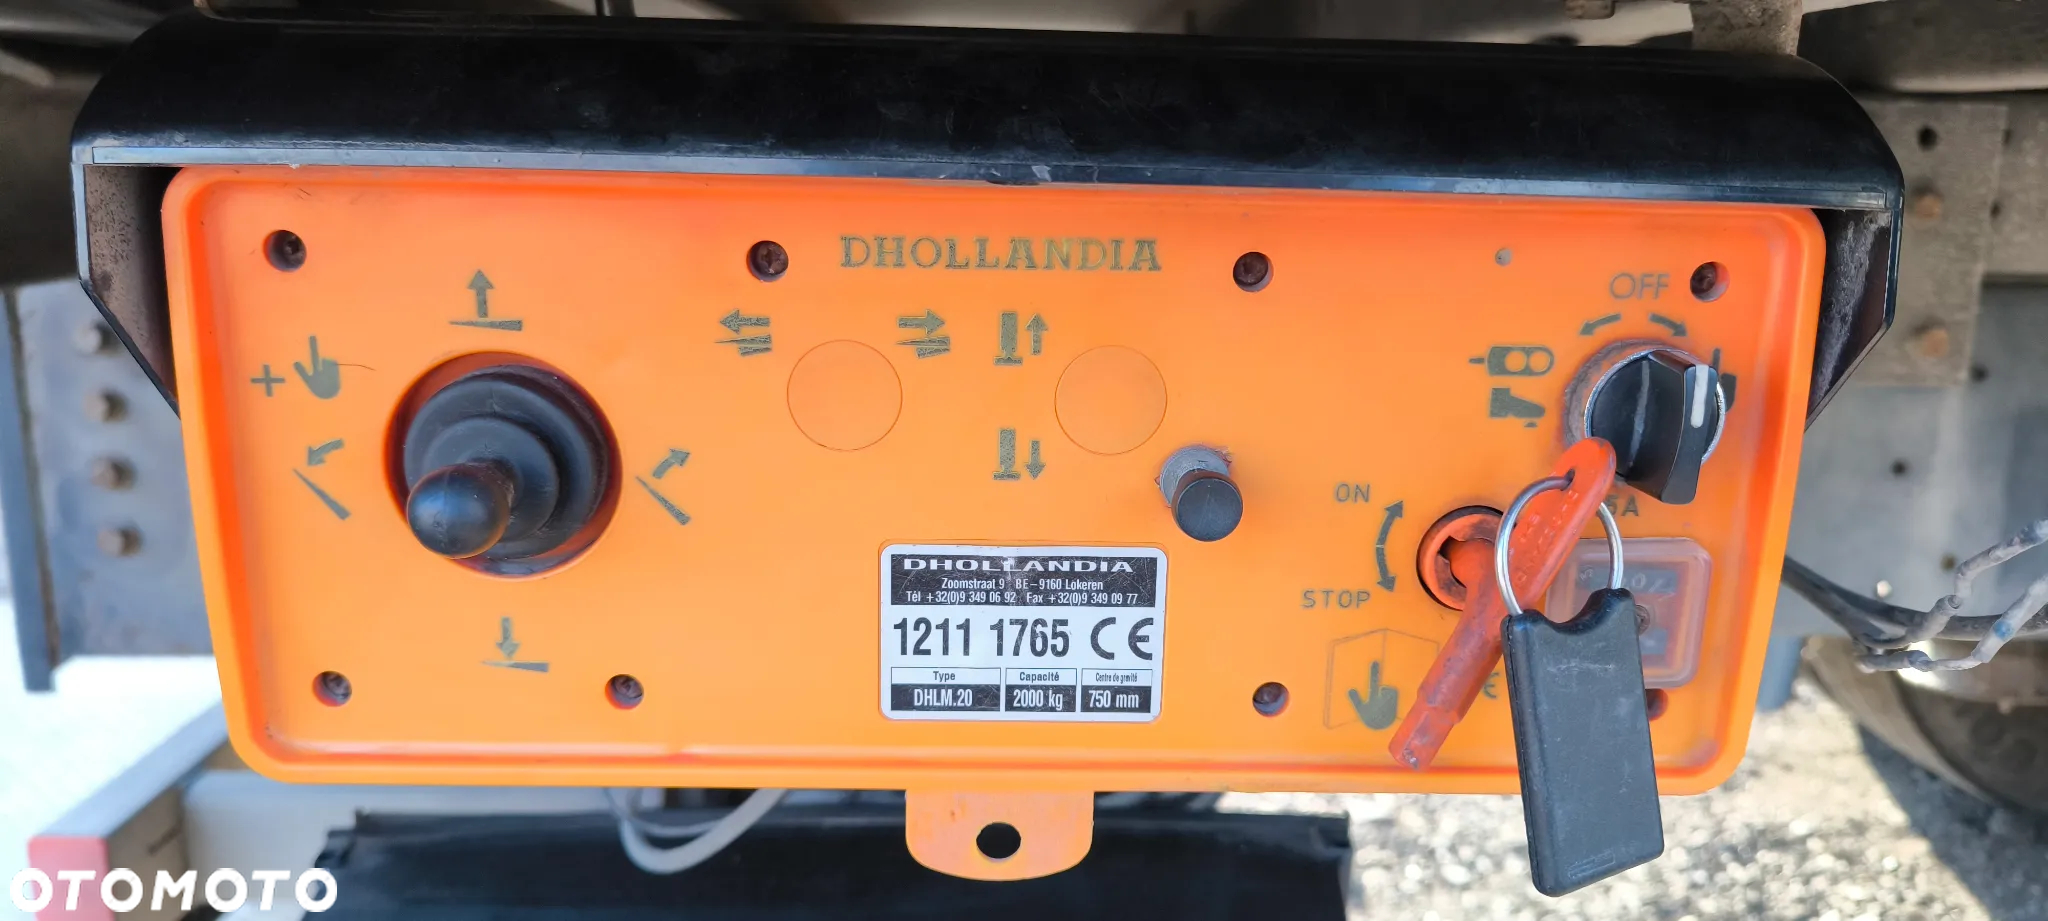 DHOLLANDIA
OFF
ON
STOP
5A
DHOLLANDIA
Zoomstraat 9 BE-9160 Lokeren
Tél +32(0)9 349 06 92 Fax +32(0)9 349 09 77
1211 1765 CE
Type Capacité Centre de gravité
DHLM.20 2000 kg 750 mm
OTOMOTO